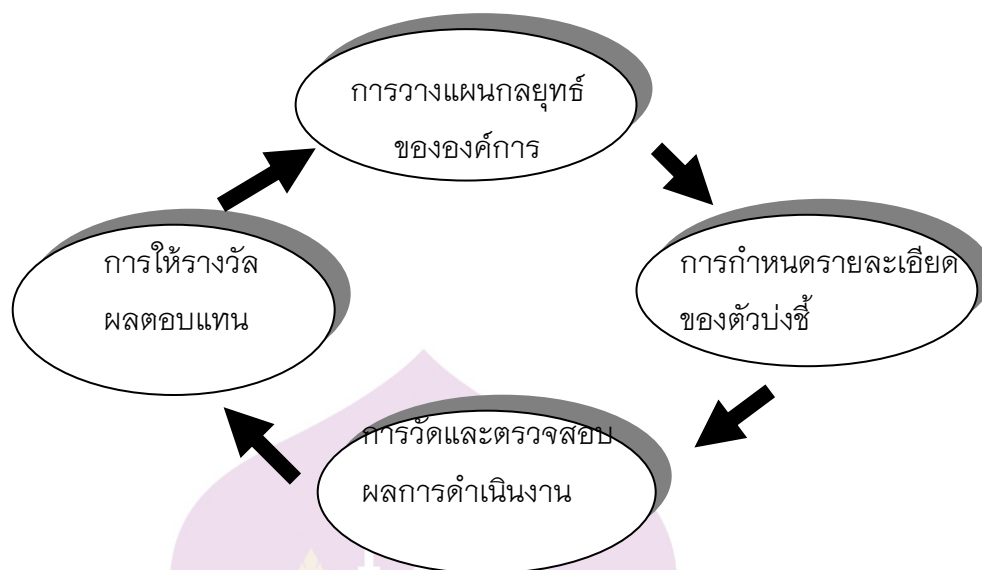 การวางแผนกลยุทธ์
ขององค์การ
การให้รางวัล
ผลตอบแทน
การกำหนดรายละเอียด
ของตัวบ่งชี้
การวัดและตรวจสอบ
ผลการดำเนินงาน